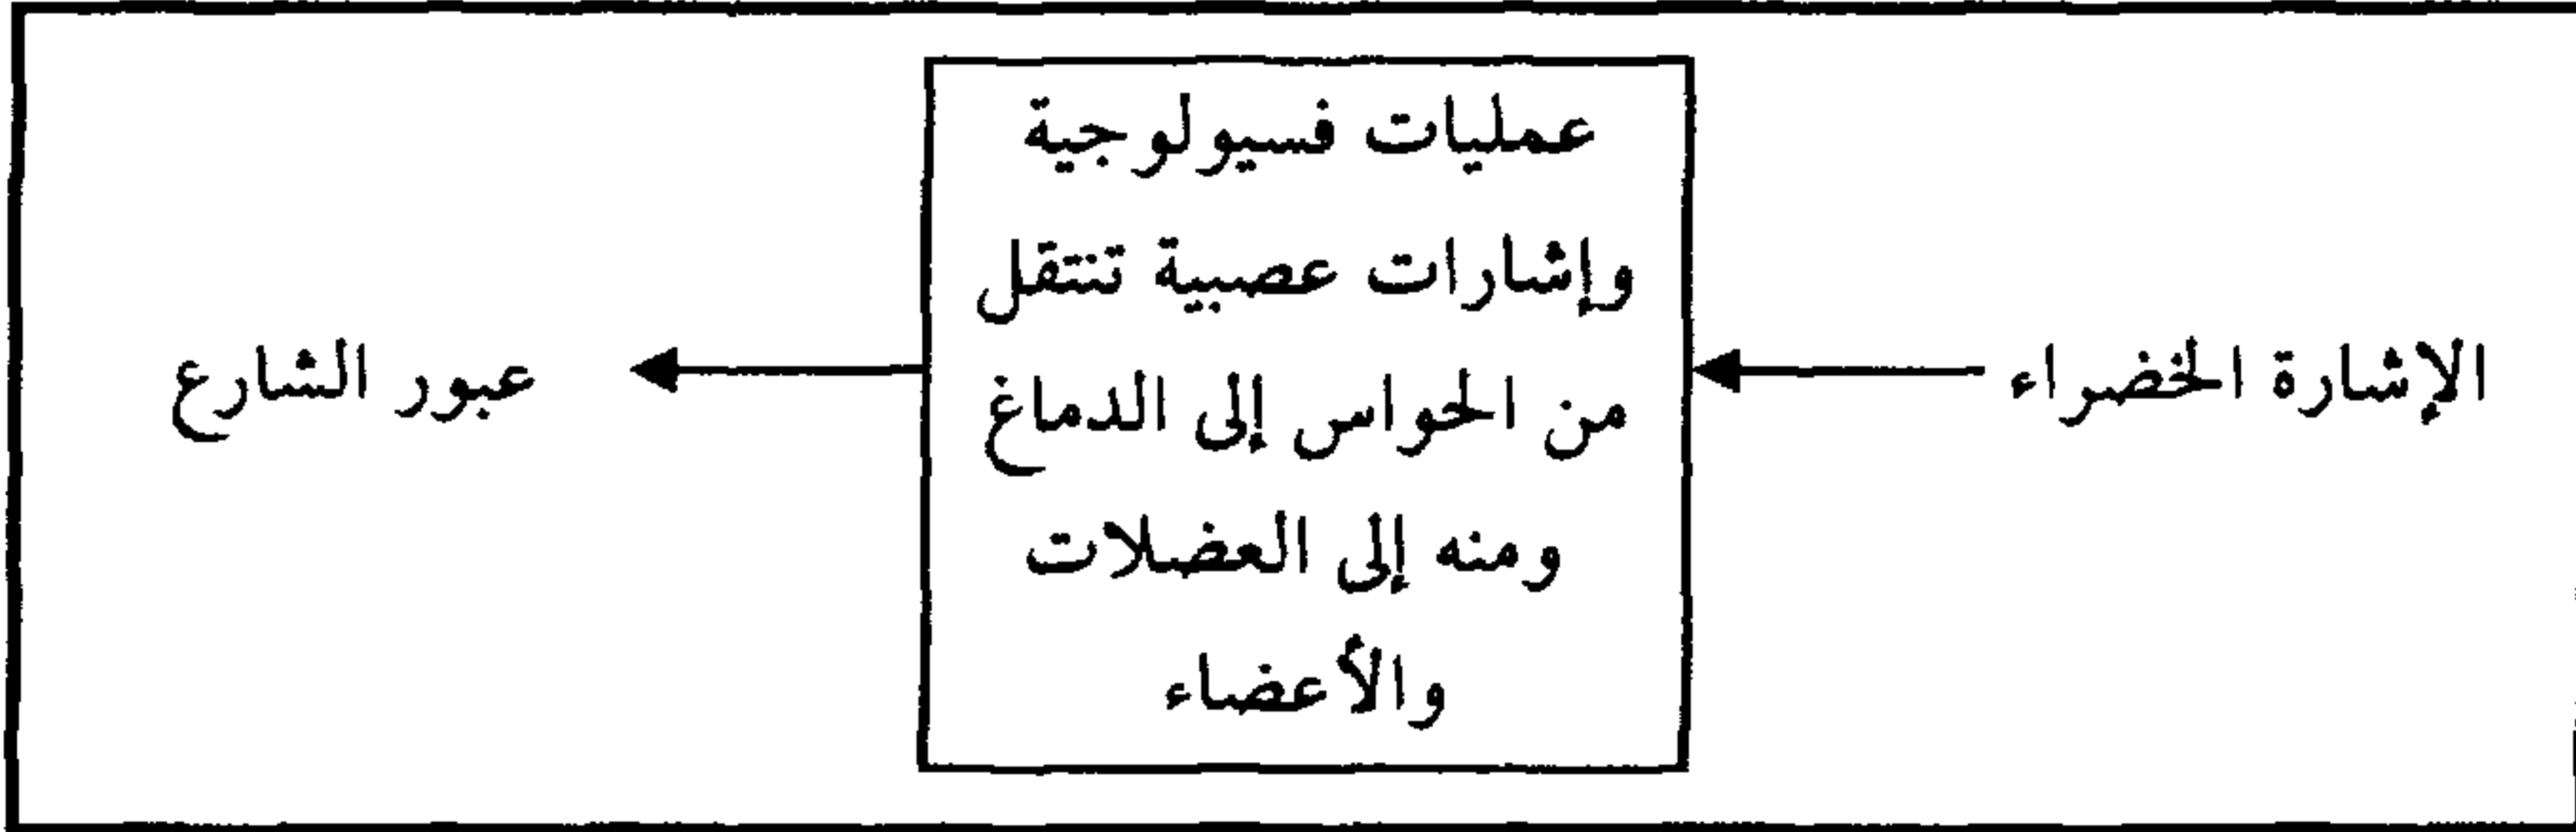 الإشارة الخضراء
عمليات فسيولوجية
وإشارات عصبية تنتقل
من الحواس إلى الدماغ
ومنه إلى العضلات
والأعضاء
عبور الشارع